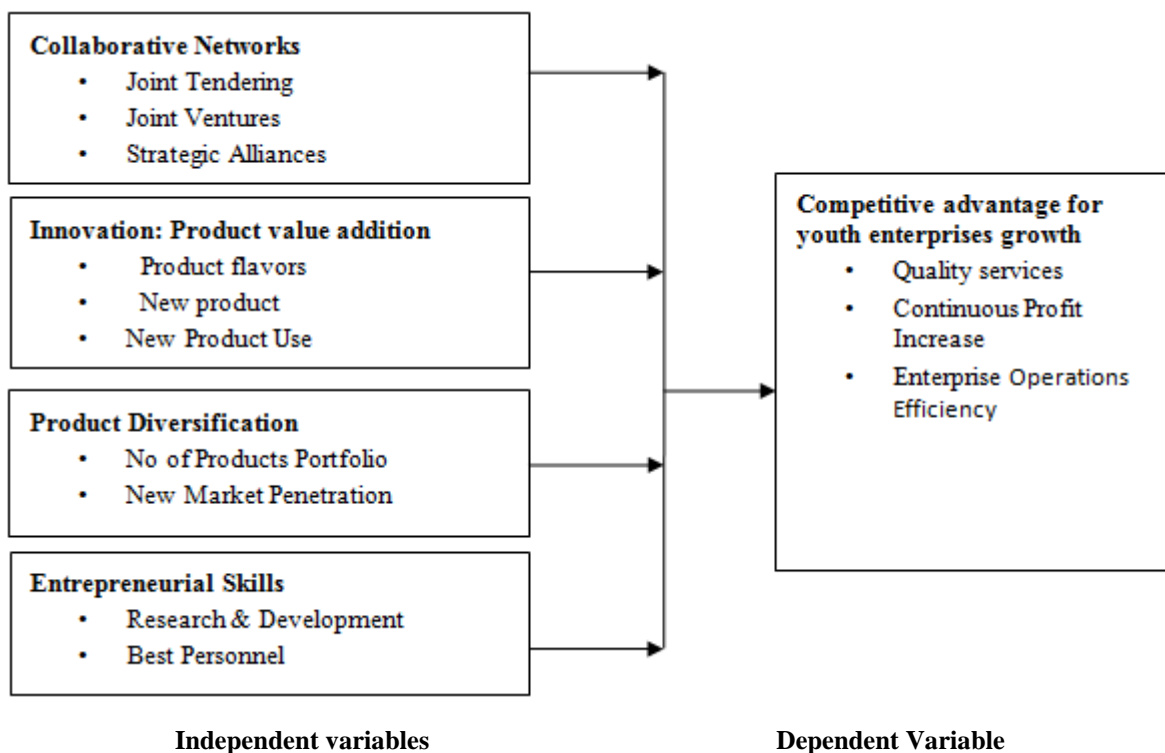 Collaborative Networks
• Joint Tendering
• Joint Ventures
• Strategic Alliances
Innovation: Product value addition
• Product flavors
• New product
• New Product Use
Product Diversification
• No of Products Portfolio
• New Market Penetration
Entrepreneurial Skills
• Research & Development
• Best Personnel
Competitive advantage for
youth enterprises growth
• Quality services
• Continuous Profit
Increase
• Enterprise Operations
Efficiency
Independent variables
Dependent Variable